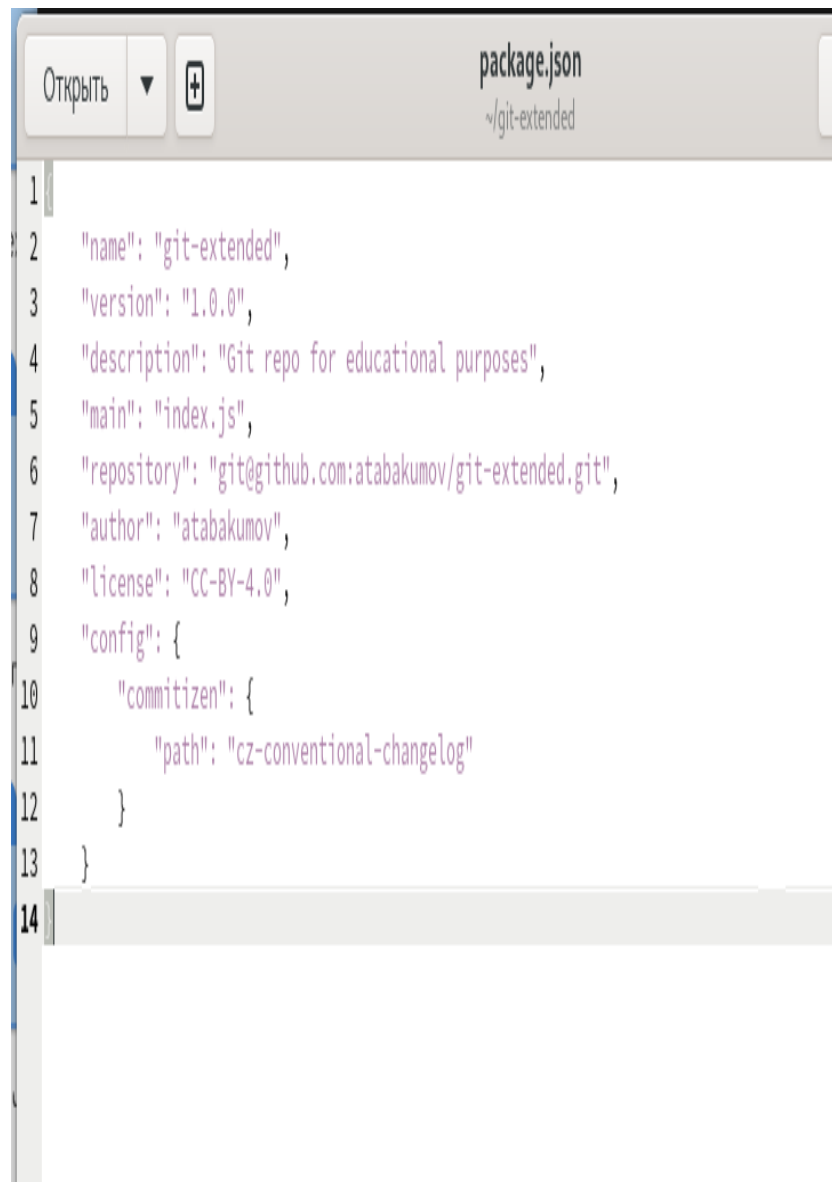 Открыть
package.json
~/git-extended
1 {
2 "name": "git-extended",
3 "version": "1.0.0",
4 "description": "Git repo for educational purposes",
5 "main": "index.js",
6 "repository": "git@github.com:atabakumov/git-extended.git",
7 "author": "atabakumov",
8 "license": "CC-BY-4.0",
9 "config": {
10 "commitizen": {
11 "path": "cz-conventional-changelog"
12 }
13 }
14 }